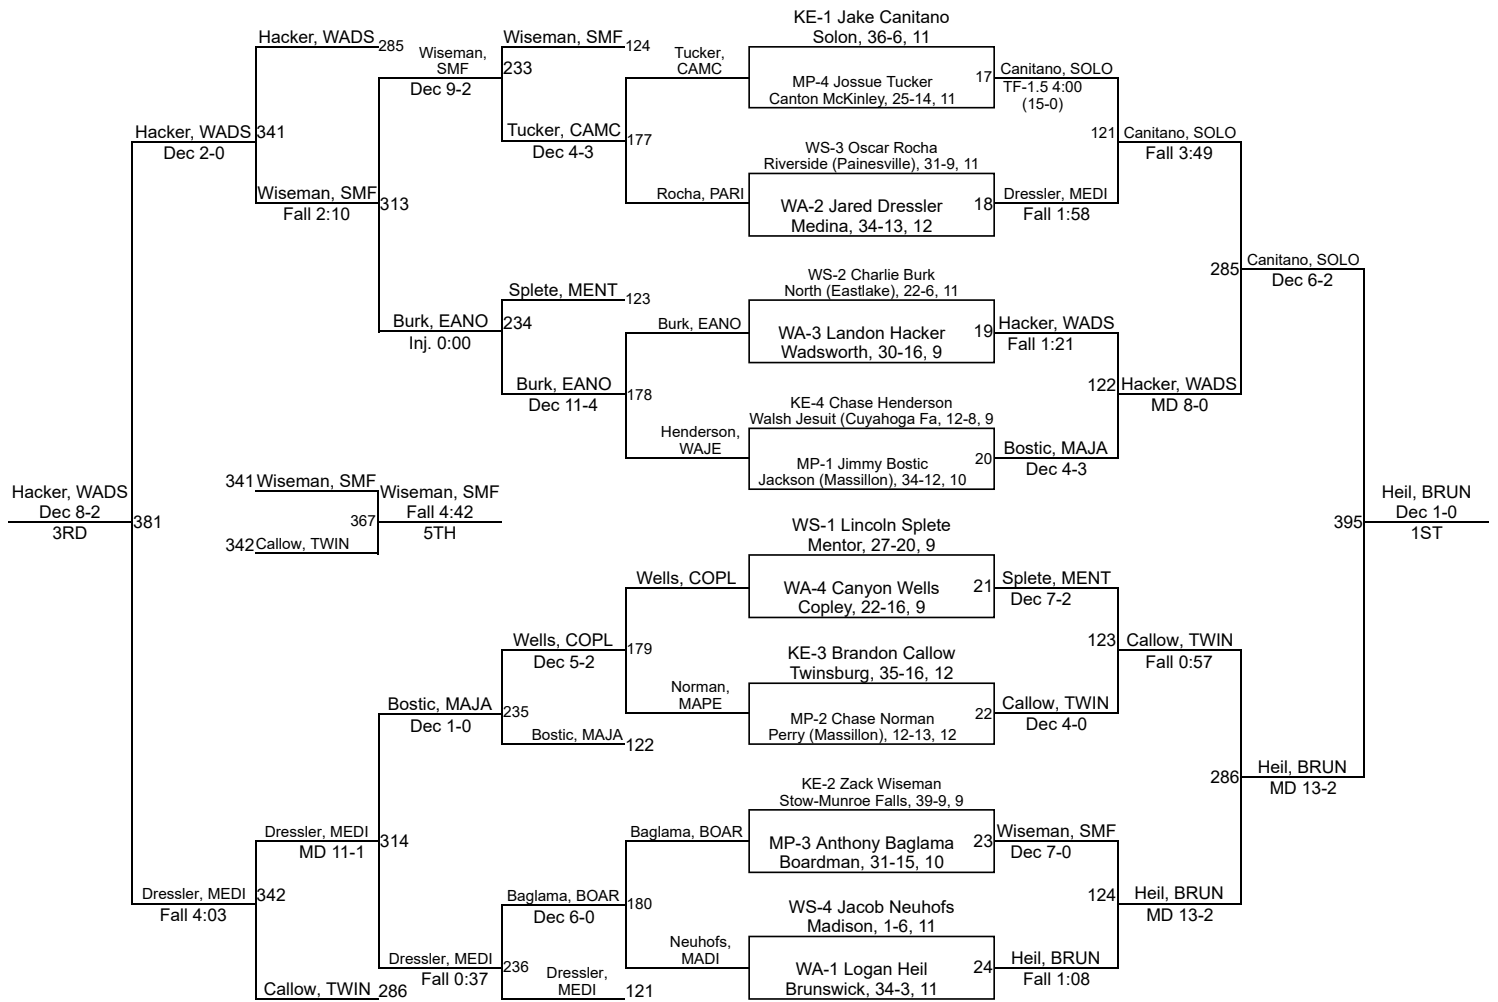 KE-1 Jake Canitano
Solon, 36-6, 11
MP-4 Jossue Tucker
Canton McKinley, 25-14, 11
17
WS-3 Oscar Rocha
Riverside (Painesville), 31-9, 11
WA-2 Jared Dressler
Medina, 34-13, 12
18
WS-2 Charlie Burk
North (Eastlake), 22-6, 11
WA-3 Landon Hacker
Wadsworth, 30-16, 9
19
KE-4 Chase Henderson
Walsh Jesuit (Cuyahoga Fa, 12-8, 9
MP-1 Jimmy Bostic
Jackson (Massillon), 34-12, 10
20
WS-1 Lincoln Splete
Mentor, 27-20, 9
WA-4 Canyon Wells
Copley, 22-16, 9
21
KE-3 Brandon Callow
Twinsburg, 35-16, 12
MP-2 Chase Norman
Perry (Massillon), 12-13, 12
22
KE-2 Zack Wiseman
Stow-Munroe Falls, 39-9, 9
MP-3 Anthony Baglama
Boardman, 31-15, 10
23
WS-4 Jacob Neuhofs
Madison, 1-6, 11
WA-1 Logan Heil
Brunswick, 34-3, 11
24
Canitano, SOLO
TF-1.5 4:00
(15-0)
Dressler, MEDI
Fall 1:58
Hacker, WADS
Fall 1:21
Bostic, MAJA
Dec 4-3
Splete, MENT
Dec 7-2
Callow, TWIN
Dec 4-0
Wiseman, SMF
Dec 7-0
Heil, BRUN
Fall 1:08
121
Canitano, SOLO
Fall 3:49
122
Hacker, WADS
MD 8-0
123
Callow, TWIN
Fall 0:57
124
Heil, BRUN
MD 13-2
285
Canitano, SOLO
Dec 6-2
286
Heil, BRUN
MD 13-2
395
Heil, BRUN
Dec 1-0
1ST
Tucker,
CAMC
Rocha, PARI
177
Burk, EANO
Henderson,
WAJE
178
Wells, COPL
Norman,
MAPE
179
Baglama, BOAR
Neuhofs,
MADI
180
Wiseman, SMF
124
Tucker, CAMC
Dec 4-3
233
Splete, MENT
123
Burk, EANO
Dec 11-4
234
Wells, COPL
Dec 5-2
Bostic, MAJA
122
235
Baglama, BOAR
Dec 6-0
Dressler,
MEDI
121
236
Wiseman,
SMF
Dec 9-2
Burk, EANO
Inj. 0:00
313
Bostic, MAJA
Dec 1-0
Dressler, MEDI
Fall 0:37
314
Hacker, WADS
285
Wiseman, SMF
Fall 2:10
341
Dressler, MEDI
MD 11-1
Callow, TWIN
286
342
Hacker, WADS
Dec 2-0
Dressler, MEDI
Fall 4:03
381
Hacker, WADS
Dec 8-2
3RD
341
Wiseman, SMF
342
Callow, TWIN
367
Wiseman, SMF
Fall 4:42
5TH